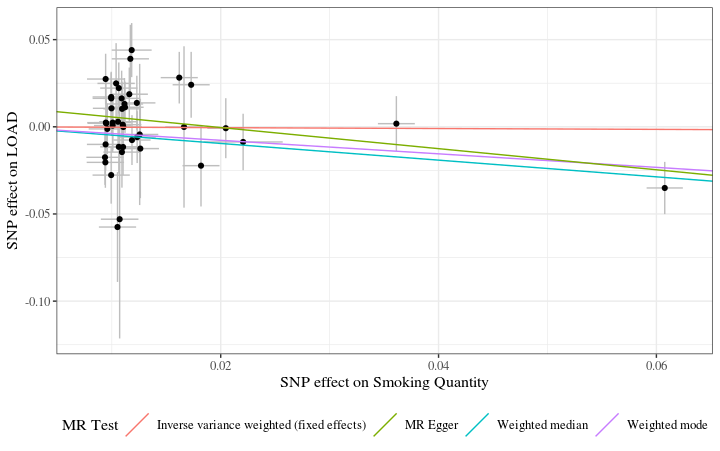 0.05
0.00
-0.05
-0.10
SNP effect on LOAD
0.02
0.04
0.06
SNP effect on Smoking Quantity
MR Test
Inverse variance weighted (fixed effects)
MR Egger
Weighted median
Weighted mode